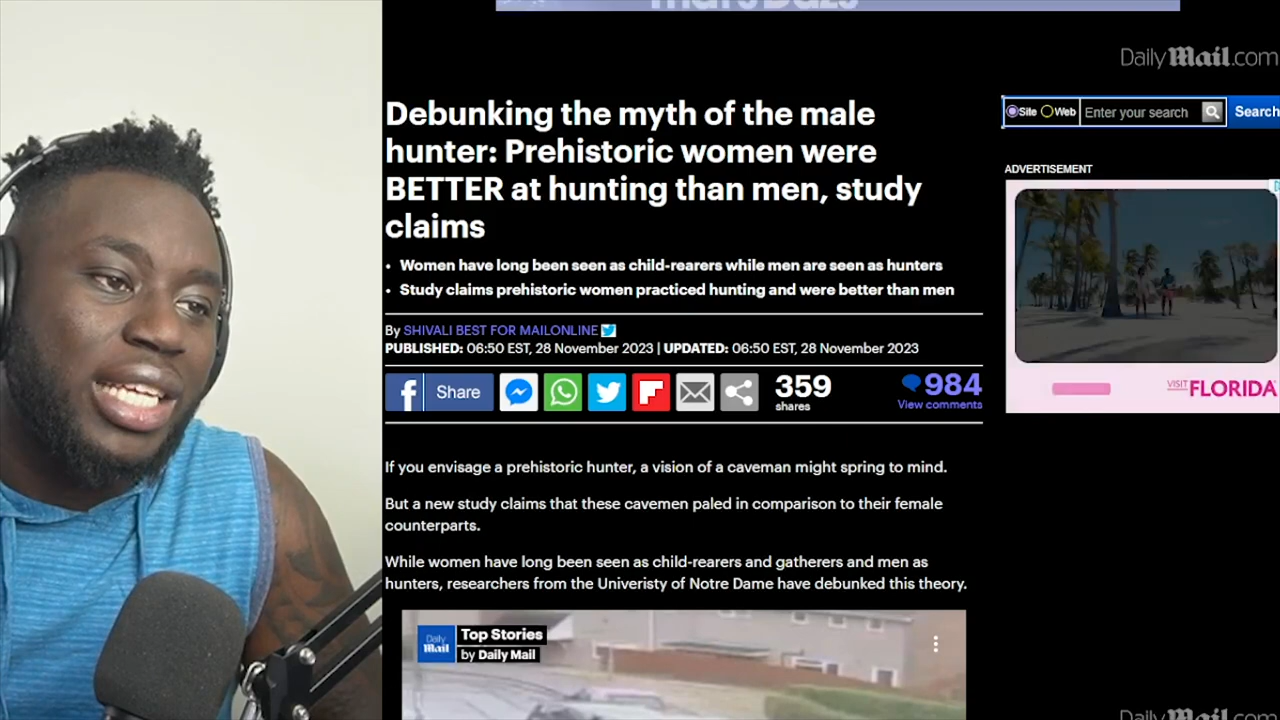 Daily Mail.com
Debunking the myth of the male
hunter: Prehistoric women were
BETTER at hunting than men, study
claims
• Women have long been seen as child-rearers while men are seen as hunters
• Study claims prehistoric women practiced hunting and were better than men
By SHIVALI BEST FOR MAILONLINE
PUBLISHED: 06:50 EST, 28 November 2023 | UPDATED: 06:50 EST, 28 November 2023
Share
359
shares
984
View comments
Site Web Enter your search Search
ADVERTISEMENT
VISIT FLORIDA
If you envisage a prehistoric hunter, a vision of a caveman might spring to mind.
But a new study claims that these cavemen paled in comparison to their female
counterparts.
While women have long been seen as child-rearers and gatherers and men as
hunters, researchers from the Univeristy of Notre Dame have debunked this theory.
Daily Mail
Top Stories
by Daily Mail
Daily Mail.com